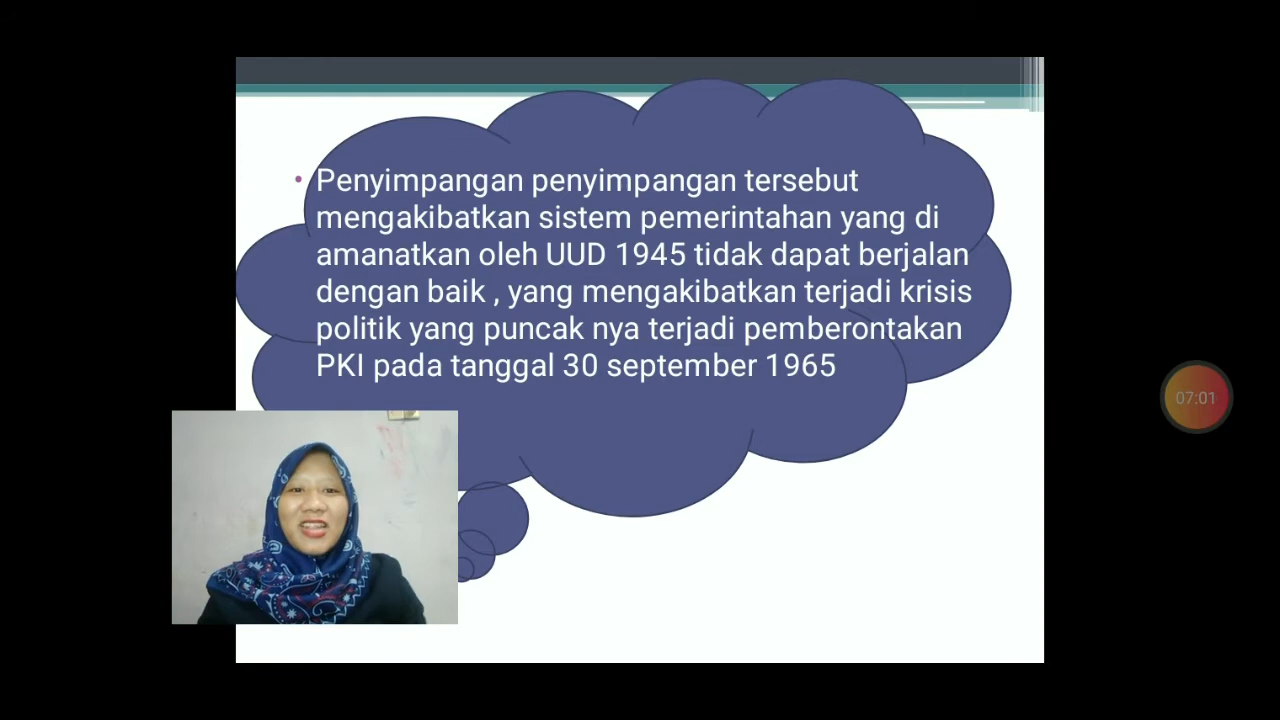 • Penyimpangan penyimpangan tersebut
mengakibatkan sistem pemerintahan yang di
amanatkan oleh UUD 1945 tidak dapat berjalan
dengan baik , yang mengakibatkan terjadi krisis
politik yang puncak nya terjadi pemberontakan
PKI pada tanggal 30 september 1965
07:01